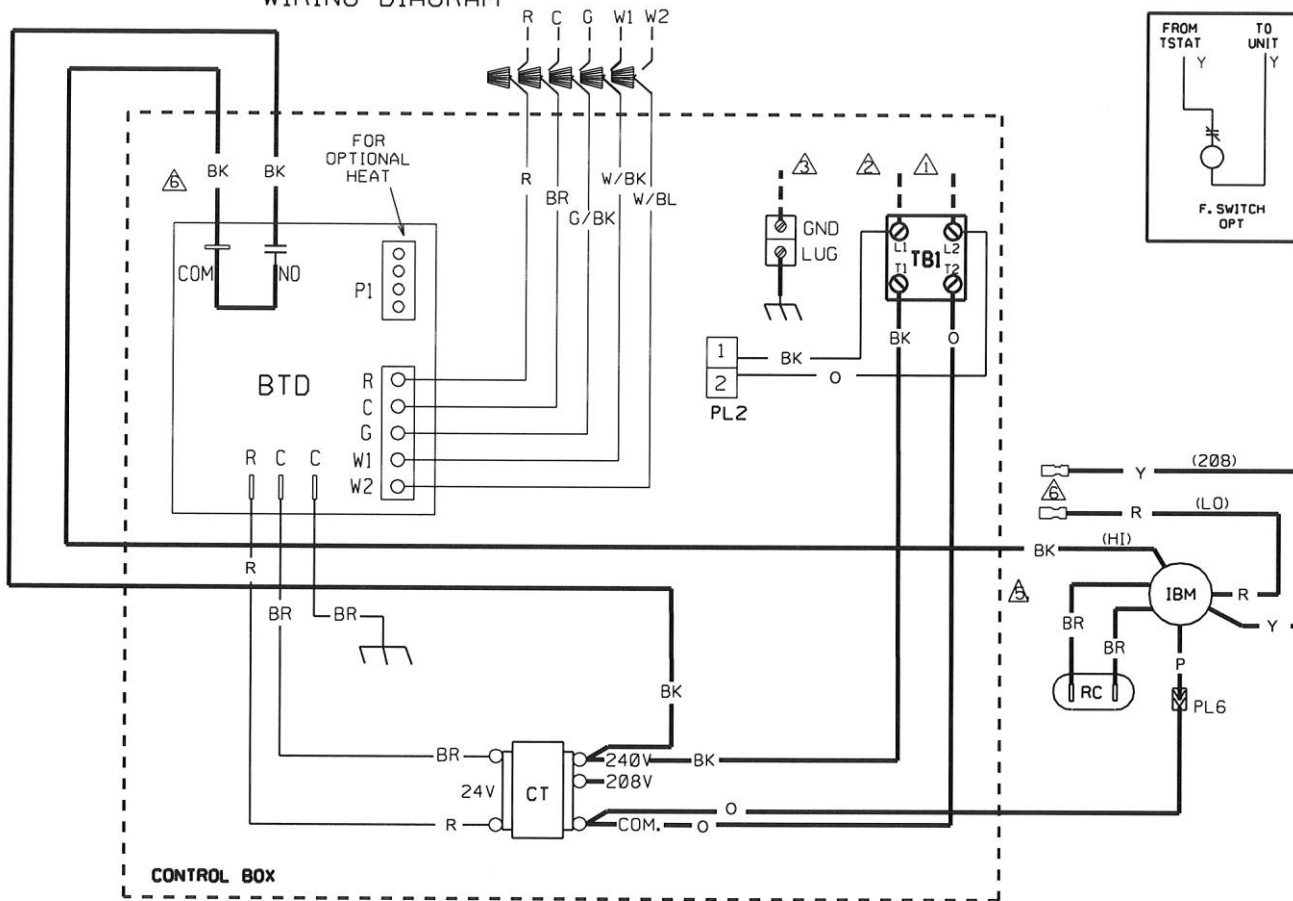 WIRING DIAGRAM
R C G W1 W2
FROM TSTAT
TO UNIT
Y Y
F. SWITCH
OPT
FOR
OPTIONAL
HEAT
6
BK BK
R
BR
G/BK
W/BK
W/BL
3
2
1
GND
LUG
L1 L2
TB1
T1 T2
COM NO
P1
BTD
R
C
G
W1
W2
R C C
1
2
PL2
BK
O
BK O
Y (208)
6
R (LO)
BK (HI)
5
IBM
R
Y
BR
BR
P
RC
PL6
R
BR
BR
BK
BR
24V
R
CT
240V BK
208V
O
COM. O
CONTROL BOX